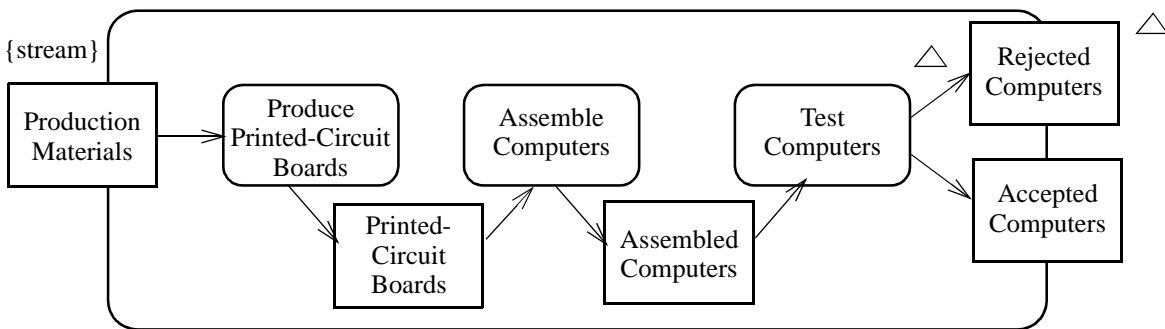 {stream}
Production
Materials
Produce
Printed-Circuit
Boards
Printed-
Circuit
Boards
Assemble
Computers
Assembled
Computers
Test
Computers
Rejected
Computers
Accepted
Computers